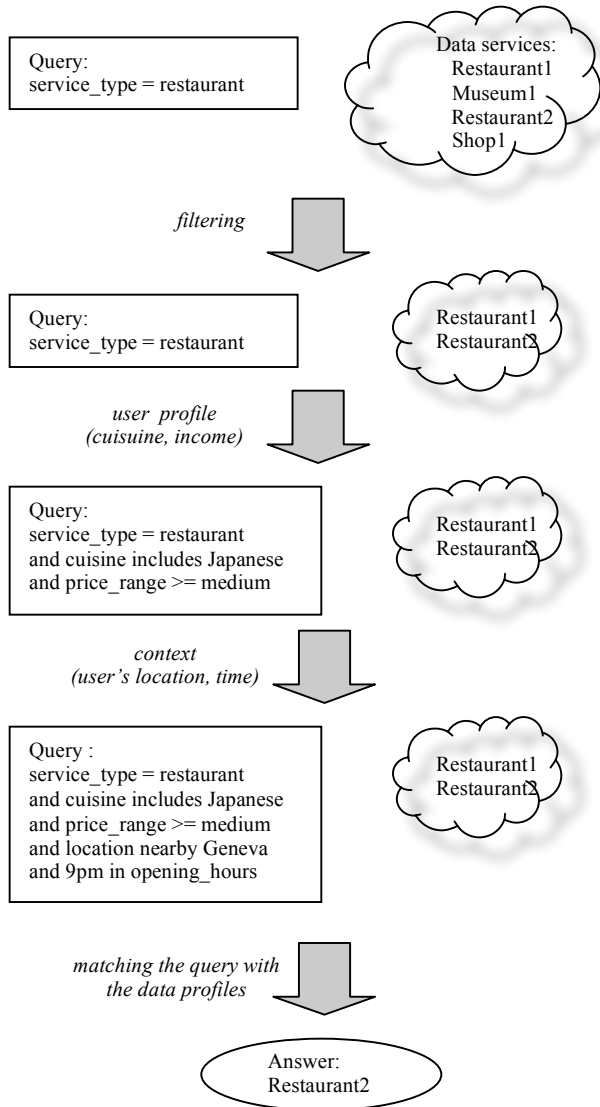 Query:
service_type = restaurant
Data services:
Restaurant1
Museum1
Restaurant2
Shop1
filtering
Query:
service_type = restaurant
Restaurant1
Restaurant2
user profile
(cuisuine, income)
Query:
service_type = restaurant
and cuisine includes Japanese
and price_range >= medium
Restaurant1
Restaurant2
context
(user's location, time)
Query :
service_type = restaurant
and cuisine includes Japanese
and price_range >= medium
and location nearby Geneva
and 9pm in opening_hours
Restaurant1
Restaurant2
matching the query with
the data profiles
Answer:
Restaurant2